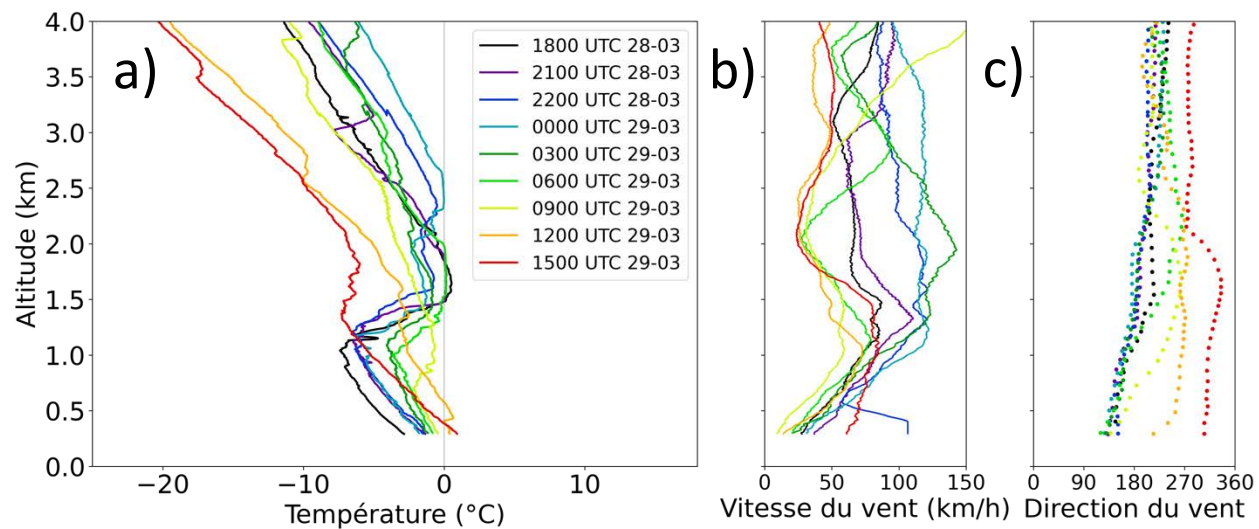 a)
b)
c)
4.0
3.5
3.0
2.5
2.0
1.5
1.0
0.5
0.0
Altitude (km)
1800 UTC 28-03
2100 UTC 28-03
2200 UTC 28-03
0000 UTC 29-03
0300 UTC 29-03
0600 UTC 29-03
0900 UTC 29-03
1200 UTC 29-03
1500 UTC 29-03
−20 −10 0 10
Température (°C)
0 50 100 150
Vitesse du vent (km/h)
0 90 180 270 360
Direction du vent